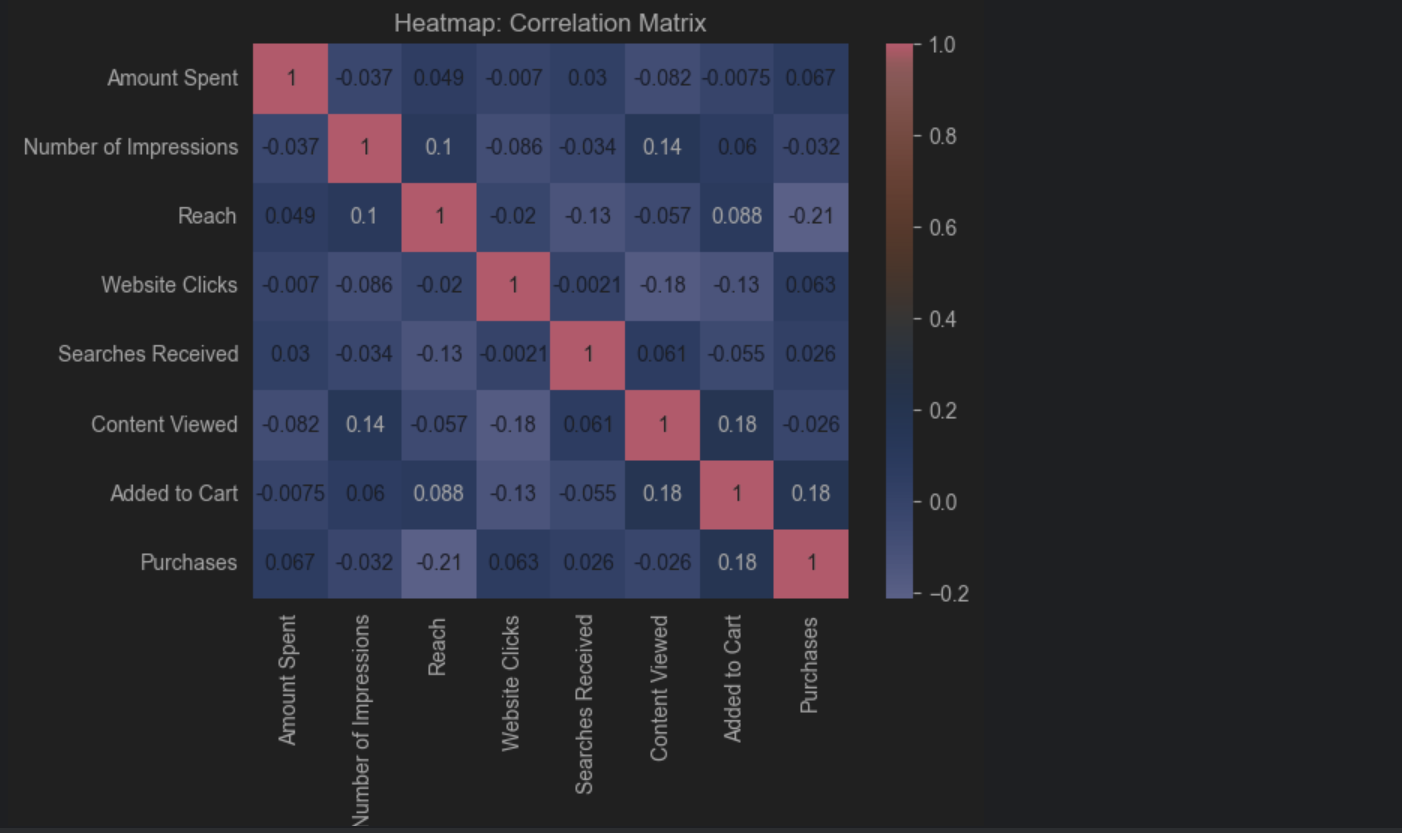 Heatmap: Correlation Matrix
Amount Spent 1 -0.037 0.049 -0.007 0.03 -0.082 -0.0075 0.067
Number of Impressions -0.037 1 0.1 -0.086 -0.034 0.14 0.06 -0.032
Reach 0.049 0.1 1 -0.02 -0.13 -0.057 0.088 -0.21
Website Clicks -0.007 -0.086 -0.02 1 -0.0021 -0.18 -0.13 0.063
Searches Received 0.03 -0.034 -0.13 -0.0021 1 0.061 -0.055 0.026
Content Viewed -0.082 0.14 -0.057 -0.18 0.061 1 0.18 -0.026
Added to Cart -0.0075 0.06 0.088 -0.13 -0.055 0.18 1 0.18
Purchases 0.067 -0.032 -0.21 0.063 0.026 -0.026 0.18 1
Amount Spent
Number of Impressions
Reach
Website Clicks
Searches Received
Content Viewed
Added to Cart
Purchases
1.0
0.8
0.6
0.4
0.2
0.0
−0.2